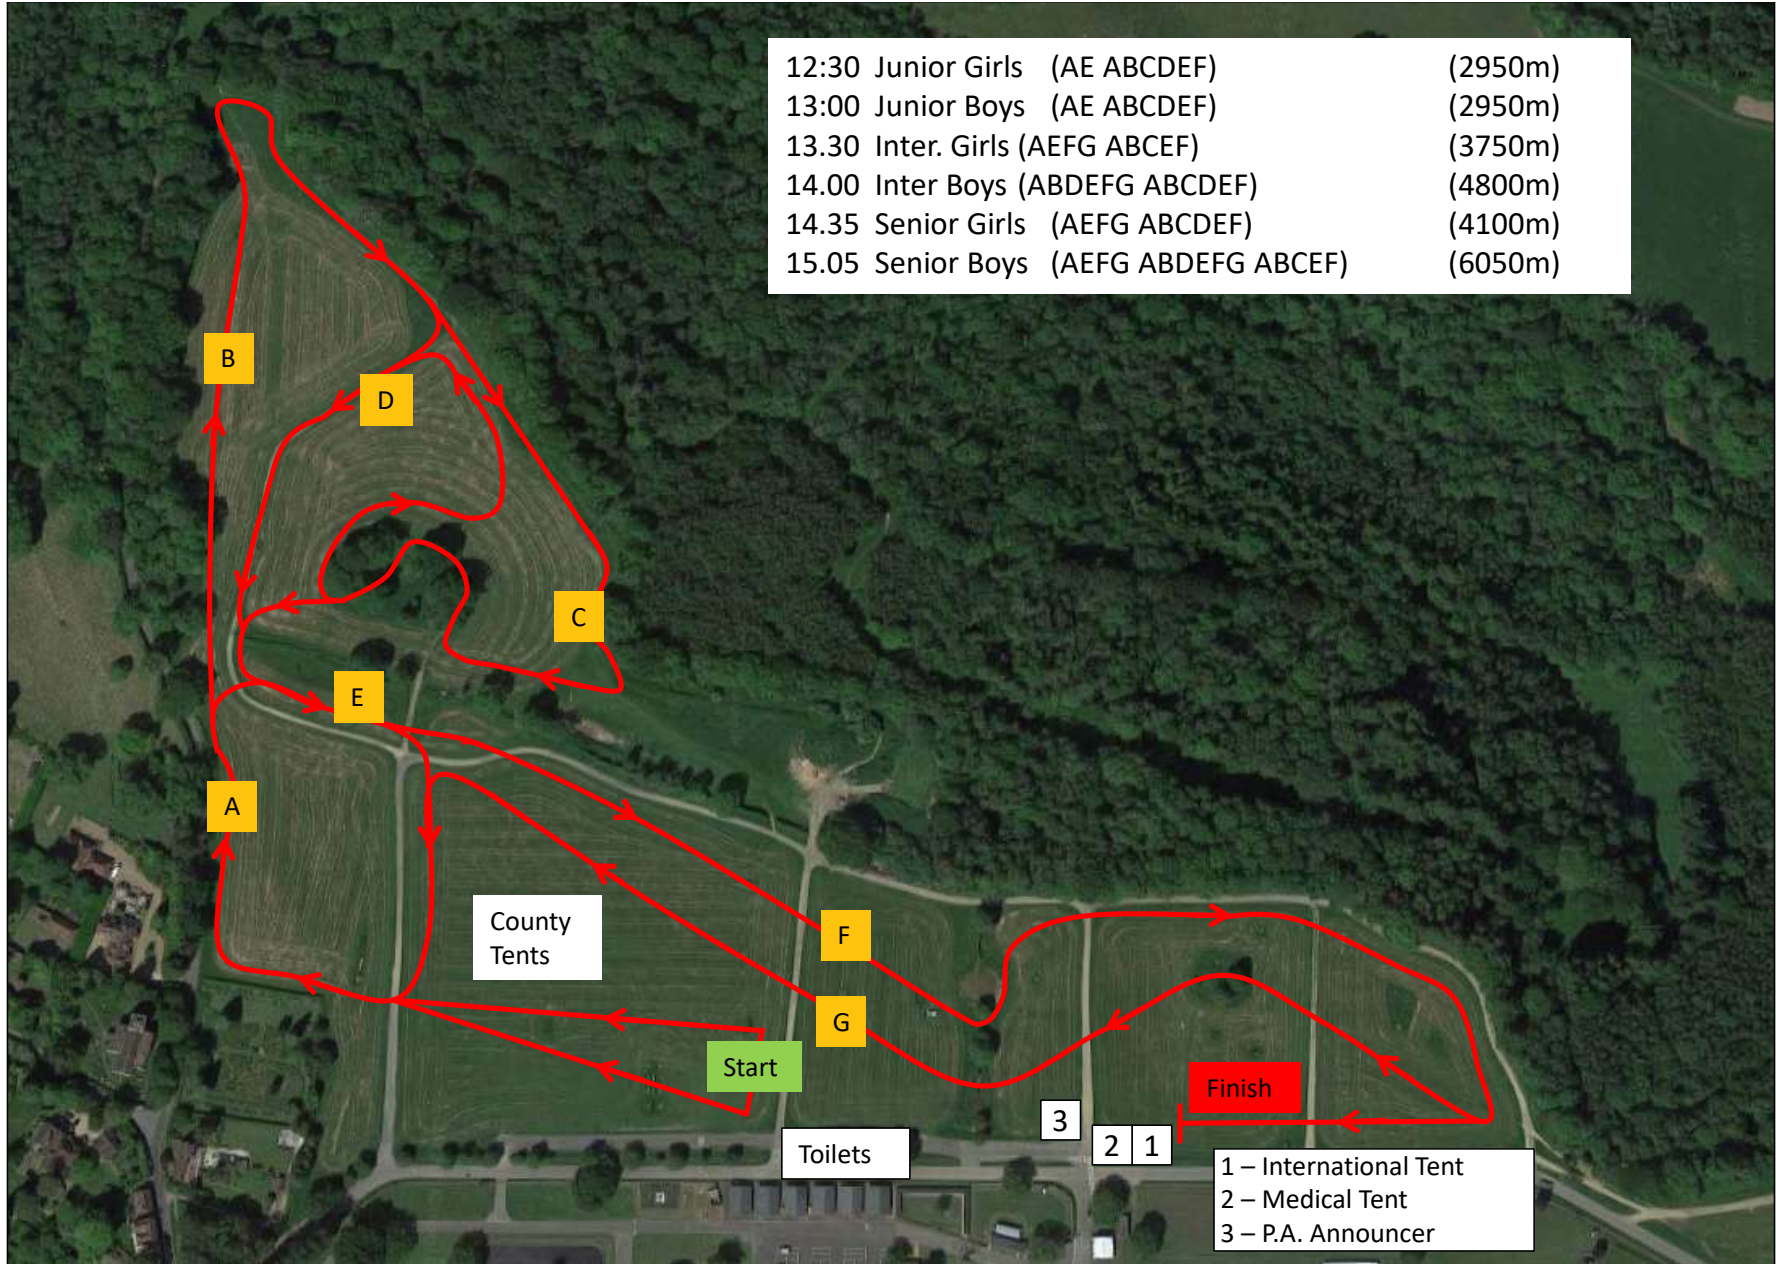 12:30 Junior Girls (AE ABCDEF) (2950m)
13:00 Junior Boys (AE ABCDEF) (2950m)
13.30 Inter. Girls (AEFG ABCEF) (3750m)
14.00 Inter Boys (ABDEFG ABCDEF) (4800m)
14.35 Senior Girls (AEFG ABCDEF) (4100m)
15.05 Senior Boys (AEFG ABDEFG ABCEF) (6050m)
B
D
C
E
A
County
Tents
F
G
Start
Finish
3
2
1
Toilets
1 – International Tent
2 – Medical Tent
3 – P.A. Announcer